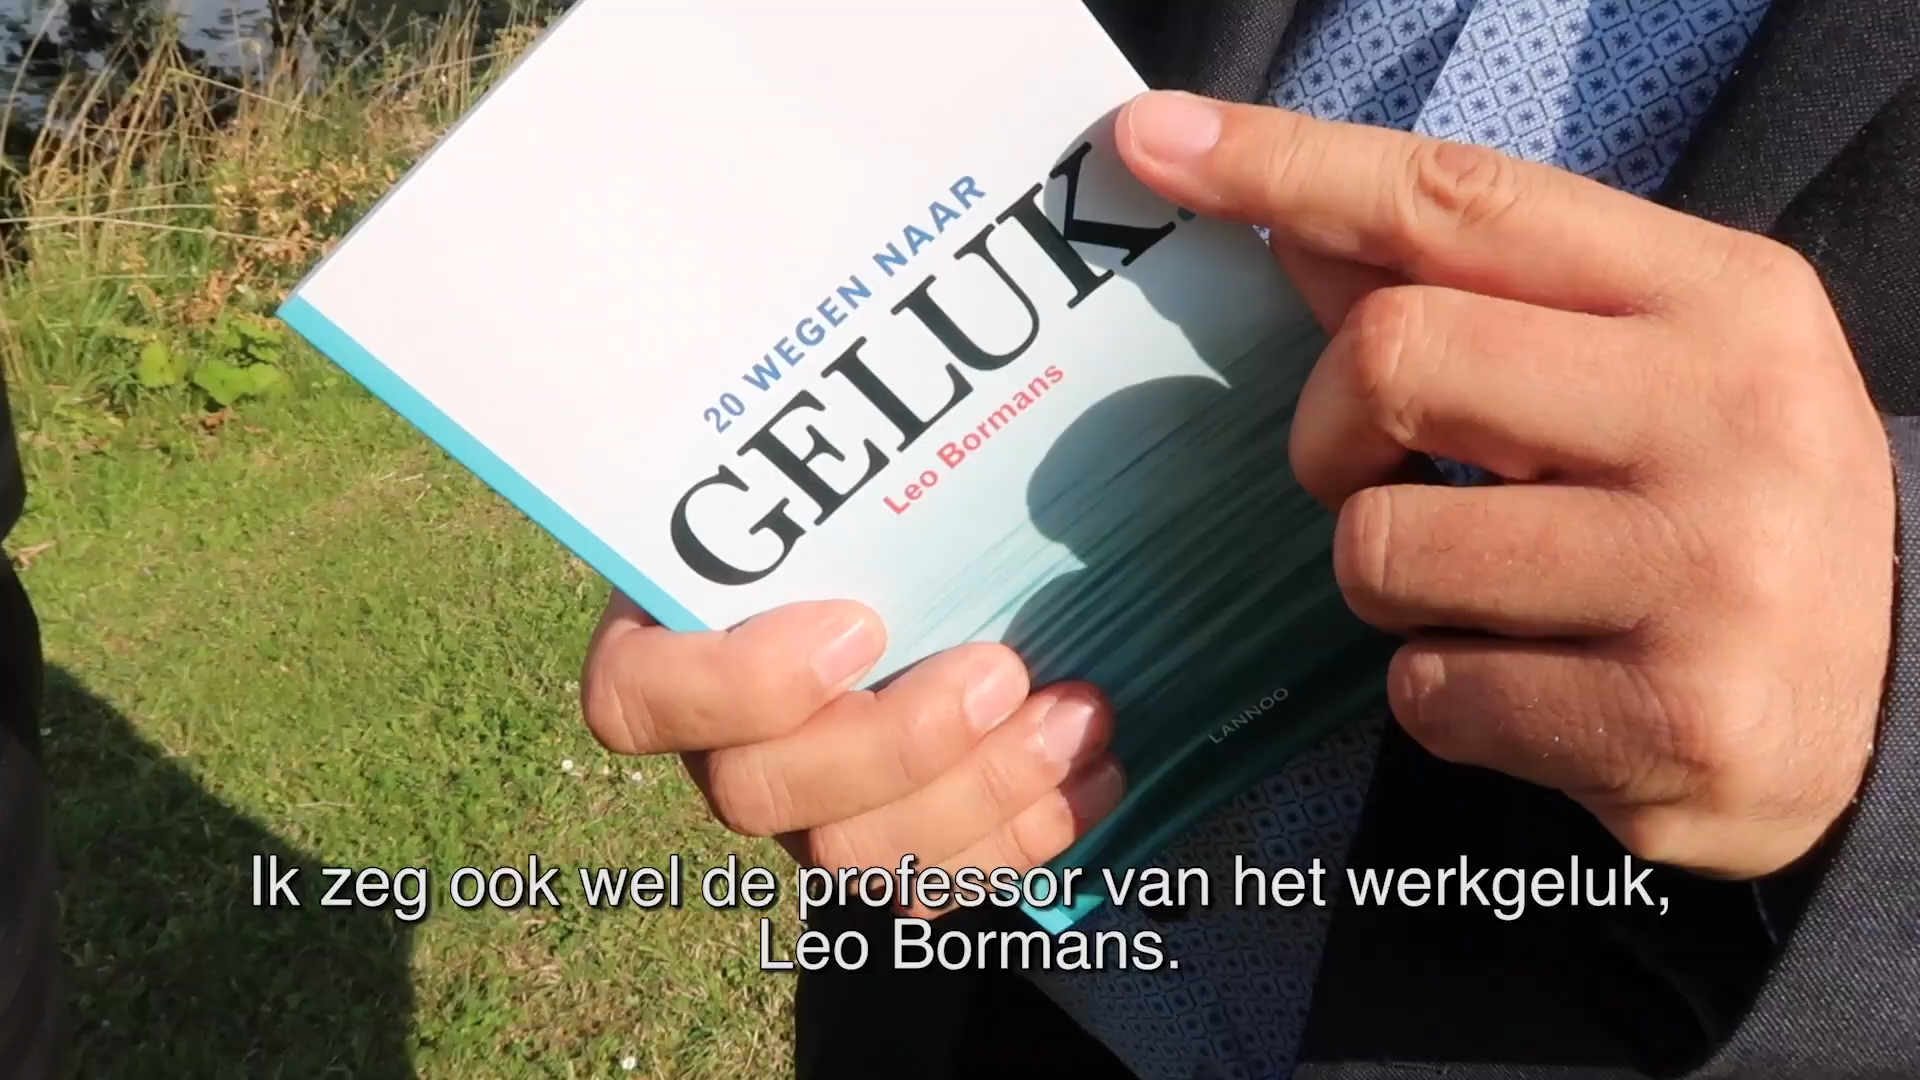 20 WEGEN NAAR
GELUK.
Leo Bormans
LANNOO
Ik zeg ook wel de professor van het werkgeluk,
Leo Bormans.